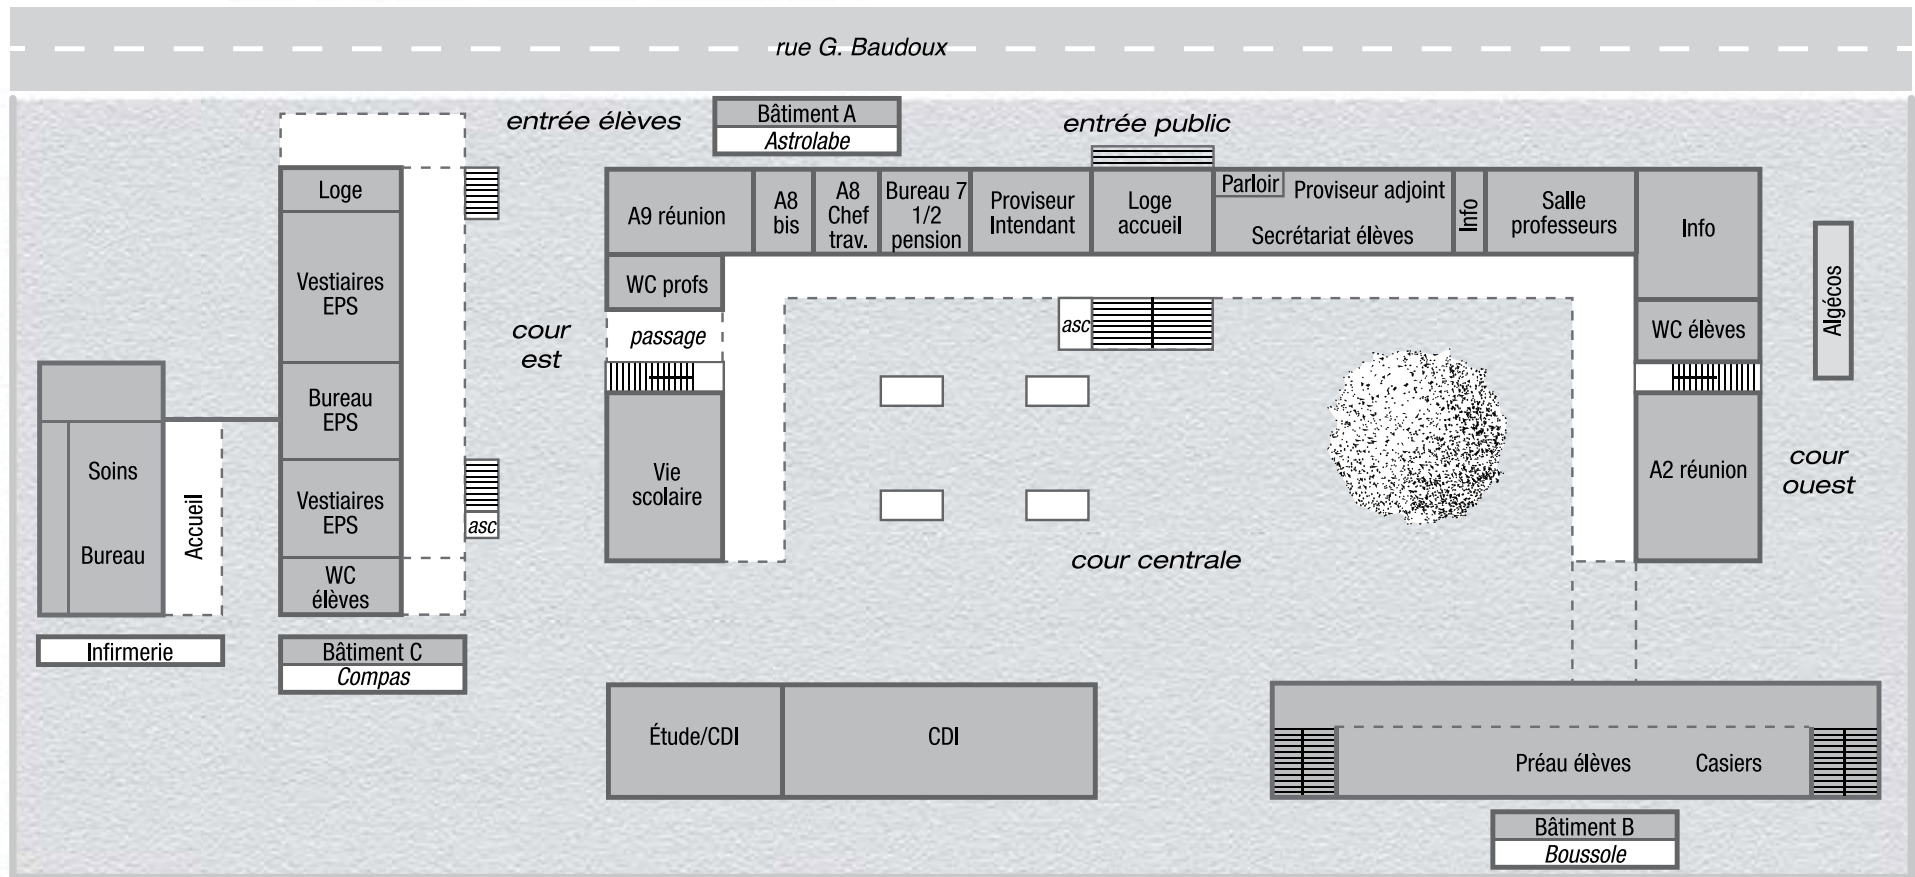 rue G. Baudoux
entrée élèves
Bâtiment A
Astrolabe
entrée public
Loge
Vestiaires
EPS
Bureau
EPS
Vestiaires
EPS
asc
WC
élèves
Bâtiment C
Compas
Soins
Bureau
Accueil
Infirmerie
cour
est
A9 réunion
A8
bis
A8
Chef
trav.
Bureau 7
1/2
pension
Proviseur
Intendant
Loge
accueil
Parloir
Proviseur adjoint
Secrétariat élèves
Info
Salle
professeurs
Info
WC profs
passage
Vie
scolaire
asc
WC élèves
A2 réunion
Algécos
cour
ouest
cour centrale
Étude/CDI
CDI
Préau élèves
Casiers
Bâtiment B
Boussole